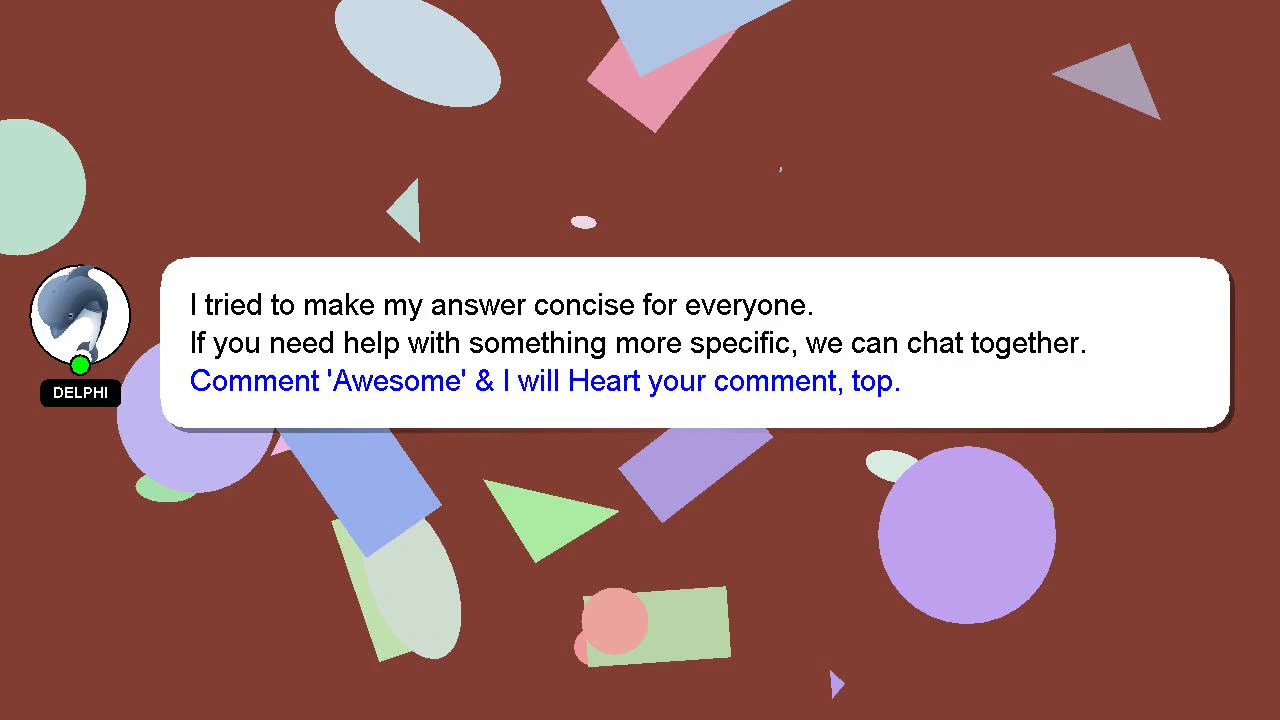 I tried to make my answer concise for everyone.
If you need help with something more specific, we can chat together.
Comment 'Awesome' & I will Heart your comment, top.
DELPHI